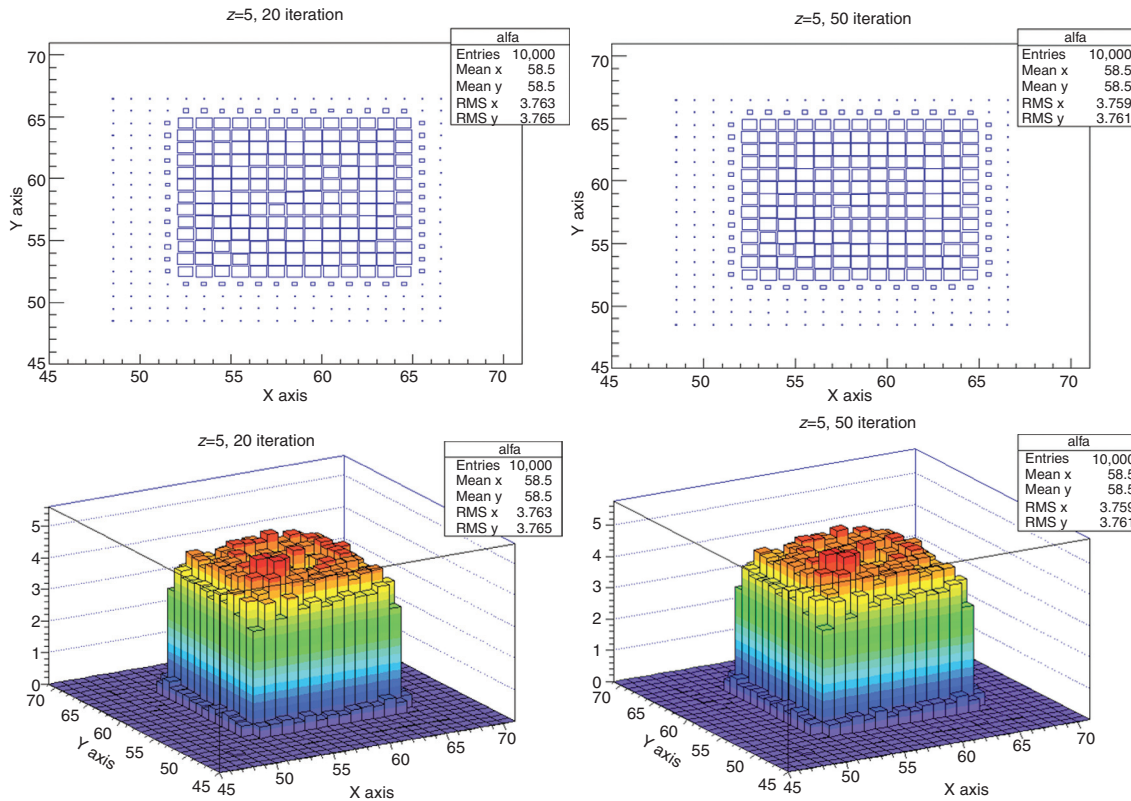 z=5, 20 iteration
alfa
Entries 10,000
Mean x 58.5
Mean y 58.5
RMS x 3.763
RMS y 3.765
70
65
60
55
50
45
Y axis
45 50 55 60 65 70
X axis
z=5, 50 iteration
alfa
Entries 10,000
Mean x 58.5
Mean y 58.5
RMS x 3.759
RMS y 3.761
70
65
60
55
50
45
Y axis
45 50 55 60 65 70
X axis
z=5, 20 iteration
alfa
Entries 10,000
Mean x 58.5
Mean y 58.5
RMS x 3.763
RMS y 3.765
5
4
3
2
1
0
70
65
60
55
50
45
Y axis
45 50 55 60 65 70
X axis
z=5, 50 iteration
alfa
Entries 10,000
Mean x 58.5
Mean y 58.5
RMS x 3.759
RMS y 3.761
5
4
3
2
1
0
70
65
60
55
50
45
Y axis
45 50 55 60 65 70
X axis